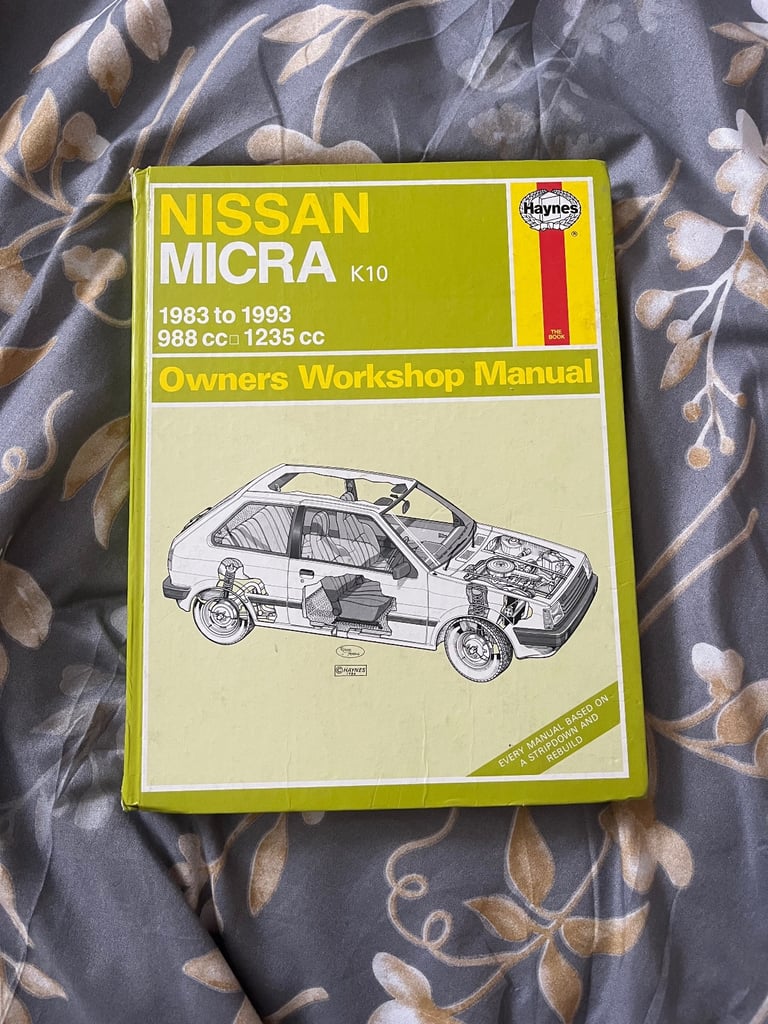 NISSAN
MICRA K10
1983 to 1993
988 cc□ 1235 cc
Haynes
®
THE
BOOK
Owners Workshop Manual
©HAYNES
EVERY MANUAL BASED ON
A STRIPDOWN AND
REBUILD